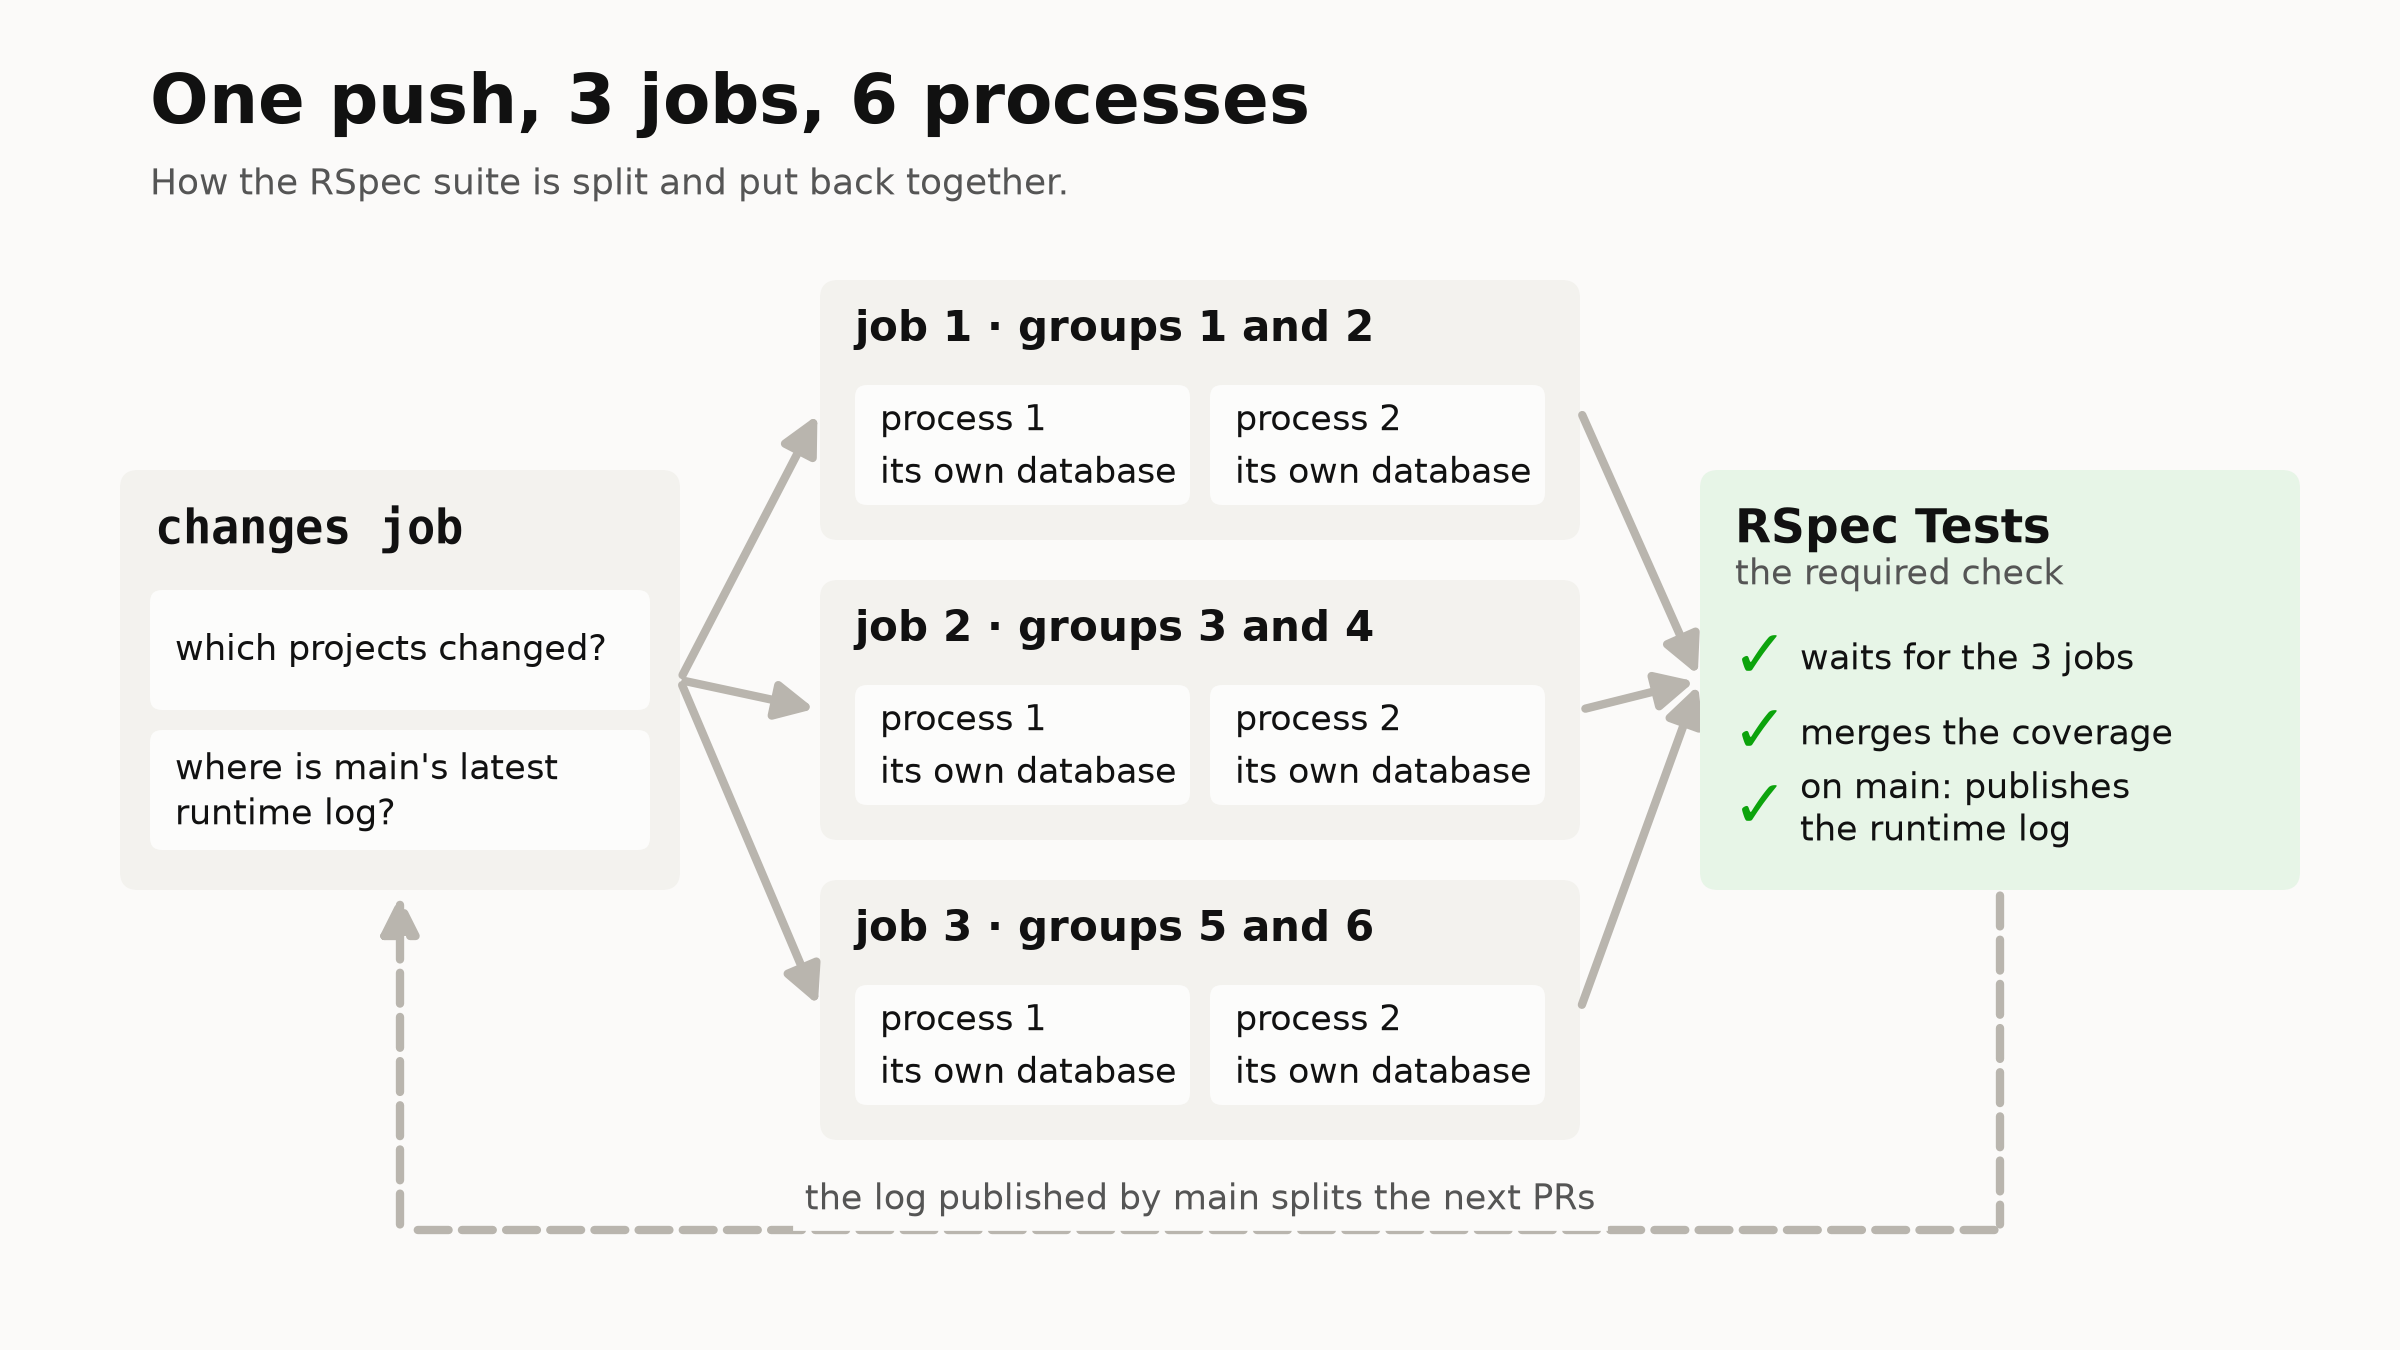 One push, 3 jobs, 6 processes
How the RSpec suite is split and put back together.
changes job
which projects changed?
where is main's latest
runtime log?
job 1 · groups 1 and 2
process 1
its own database
process 2
its own database
job 2 · groups 3 and 4
process 1
its own database
process 2
its own database
job 3 · groups 5 and 6
process 1
its own database
process 2
its own database
RSpec Tests
the required check
✓ waits for the 3 jobs
✓ merges the coverage
✓ on main: publishes
the runtime log
the log published by main splits the next PRs